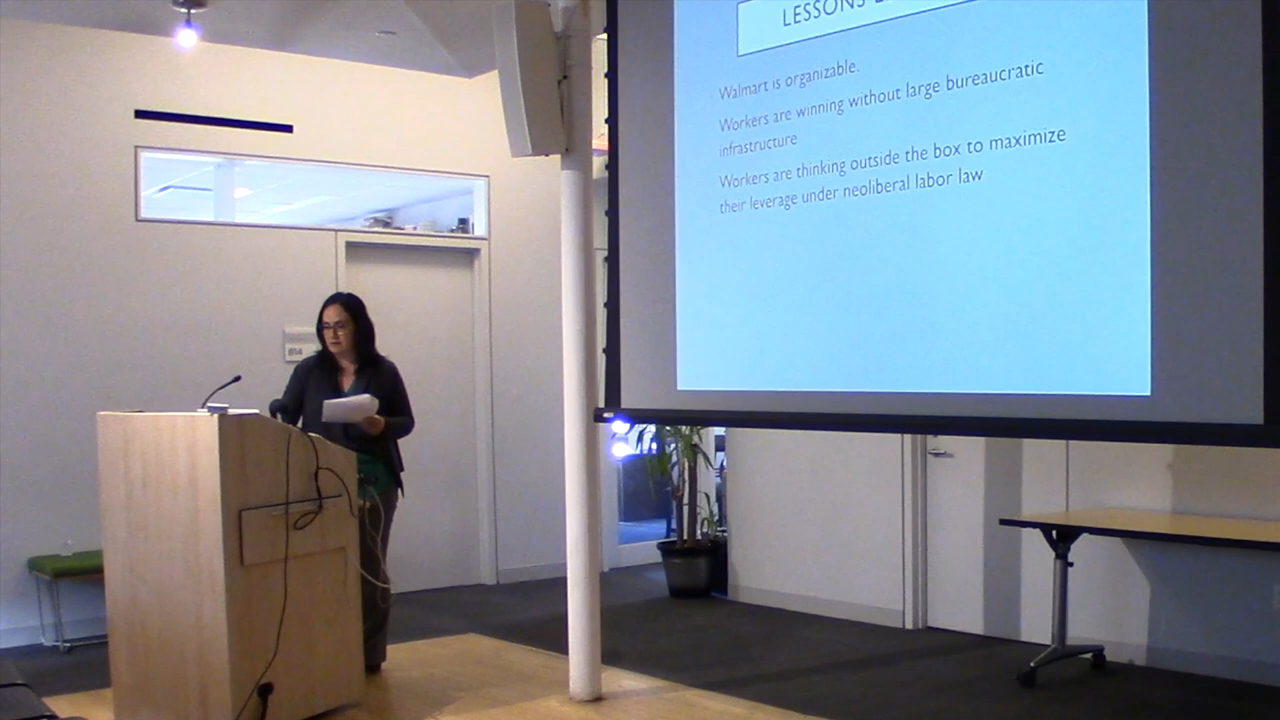 LESSONS
Walmart is organizable.
Workers are winning without large bureaucratic
infrastructure
Workers are thinking outside the box to maximize
their leverage under neoliberal labor law
814